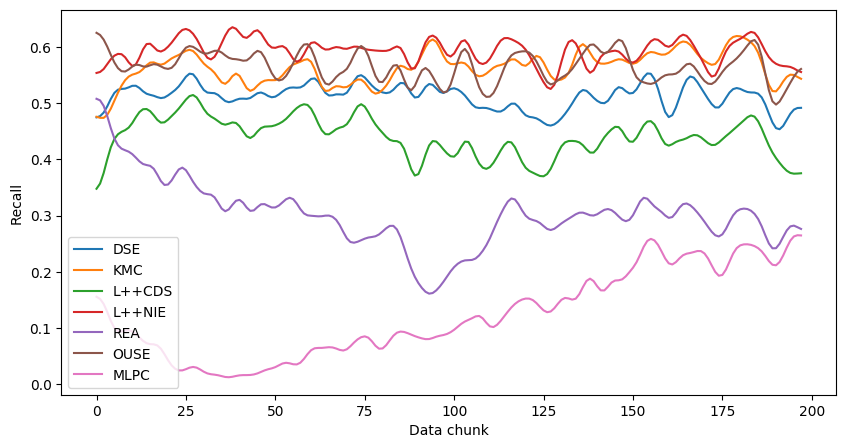 0.6
0.5
0.4
0.3
0.2
0.1
0.0
Recall
DSE
KMC
L++CDS
L++NIE
REA
OUSE
MLPC
0 25 50 75 100 125 150 175 200
Data chunk